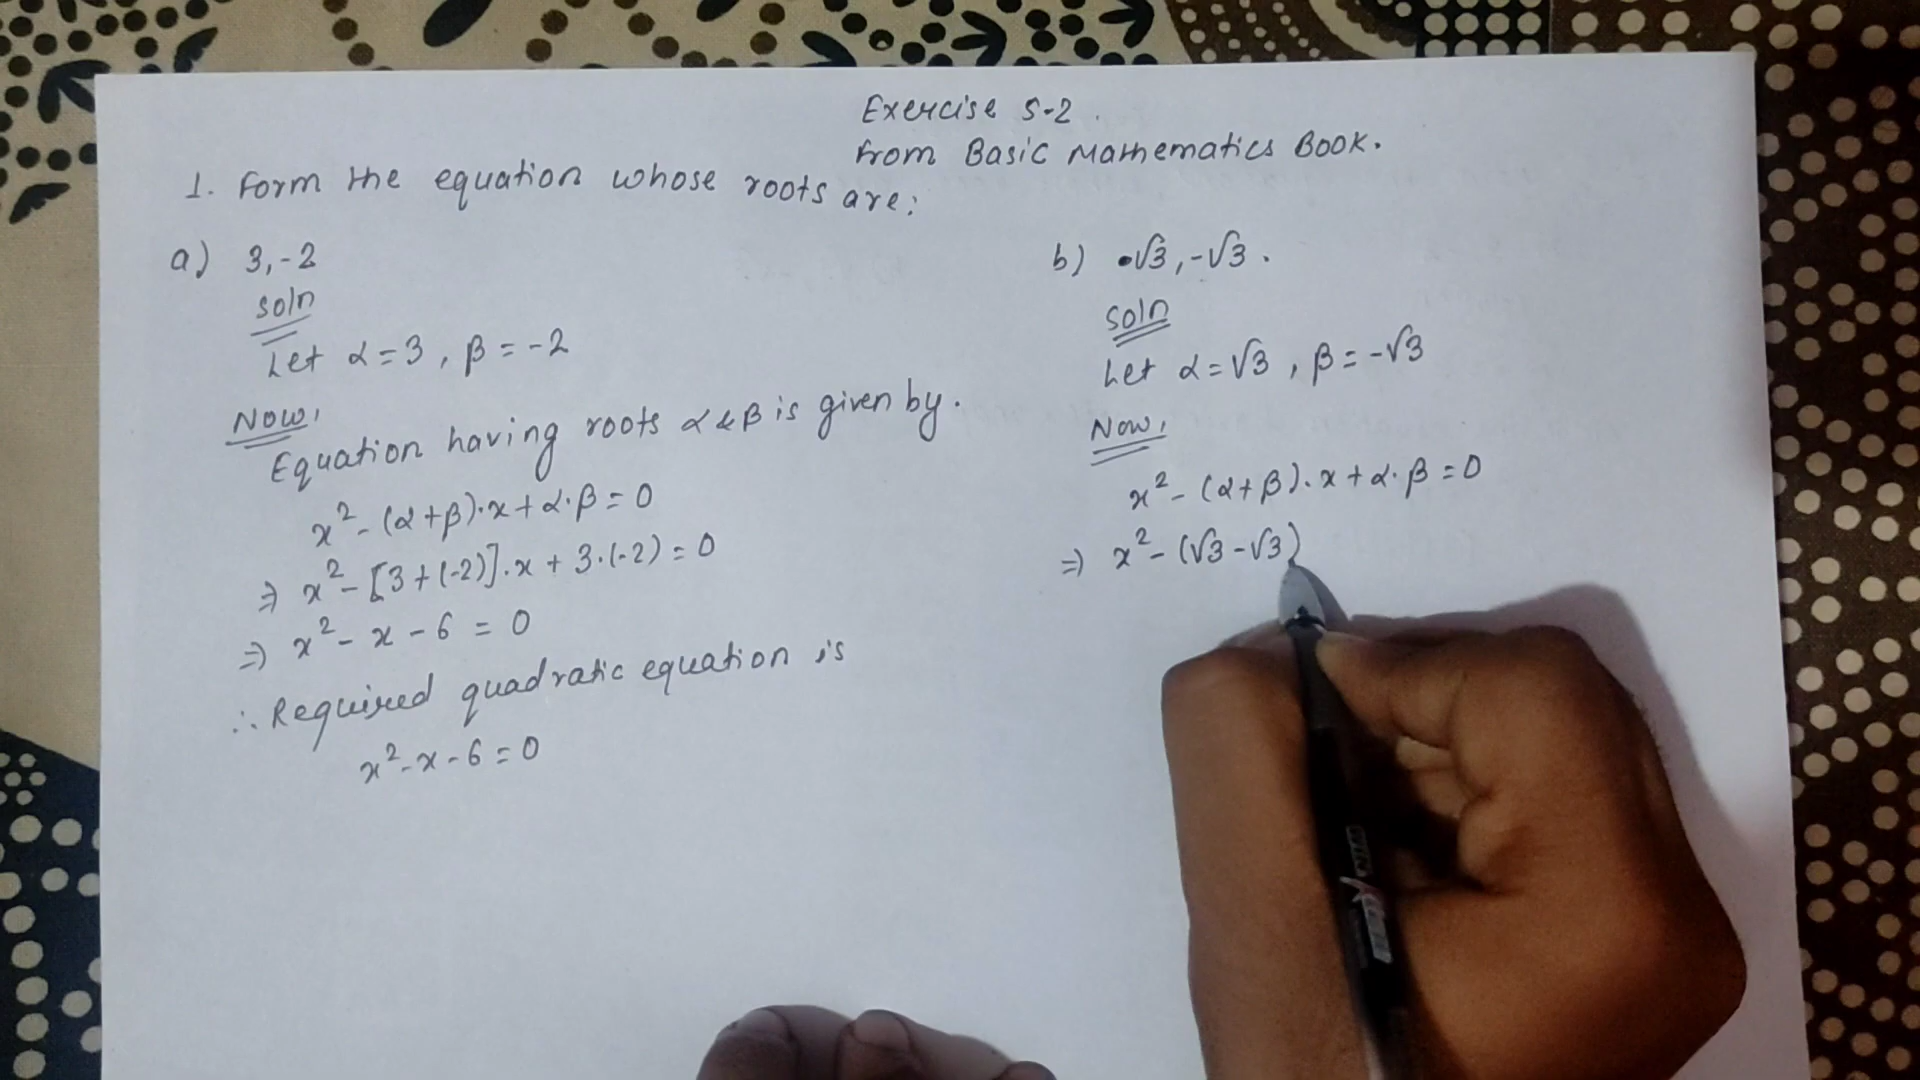 Exercise 5-2.
from Basic Mathematics Book.
1. Form the equation whose roots are:
a) 3,-2
soln
Let α=3, β=-2
Now,
Equation having roots α & β is given by.
x²-(α+β)·x+α·β=0
⇒ x²-[3+(-2)]·x+3·(-2)=0
⇒ x²-x-6=0
∴ Required quadratic equation is
x²-x-6=0
b) √3,-√3.
soln
Let α=√3, β=-√3
Now,
x²-(α+β)·x+α·β=0
⇒ x²-(√3-√3)